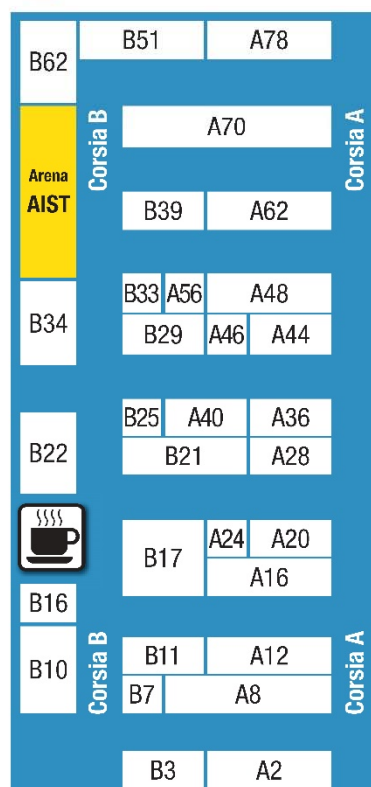 B51 A78
B62
Corsia B
Corsia A
A70
Arena
AIST
B39 A62
B33 A56 A48
B34
B29 A46 A44
B25 A40 A36
B22
B21 A28
A24 A20
B17
A16
B16
B11 A12
B10
Corsia B
Corsia A
B7 A8
B3 A2